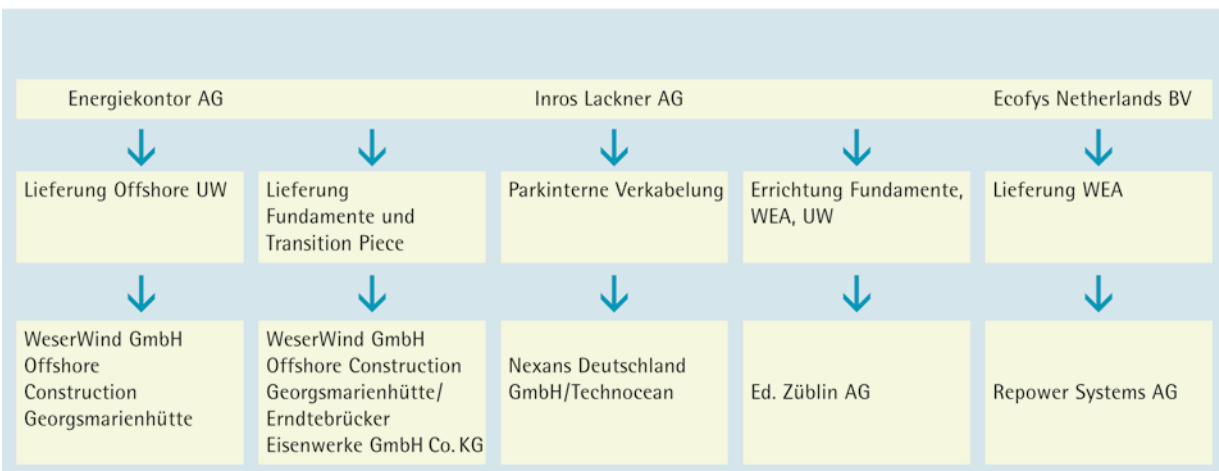 Energiekontor AG
Inros Lackner AG
Ecofys Netherlands BV
Lieferung Offshore UW
Lieferung
Fundamente und
Transition Piece
Parkinterne Verkabelung
Errichtung Fundamente,
WEA, UW
Lieferung WEA
WeserWind GmbH
Offshore
Construction
Georgsmarienhütte
WeserWind GmbH
Offshore Construction
Georgsmarienhütte/
Erndtebrücker
Eisenwerke GmbH Co. KG
Nexans Deutschland
GmbH/Technocean
Ed. Züblin AG
Repower Systems AG